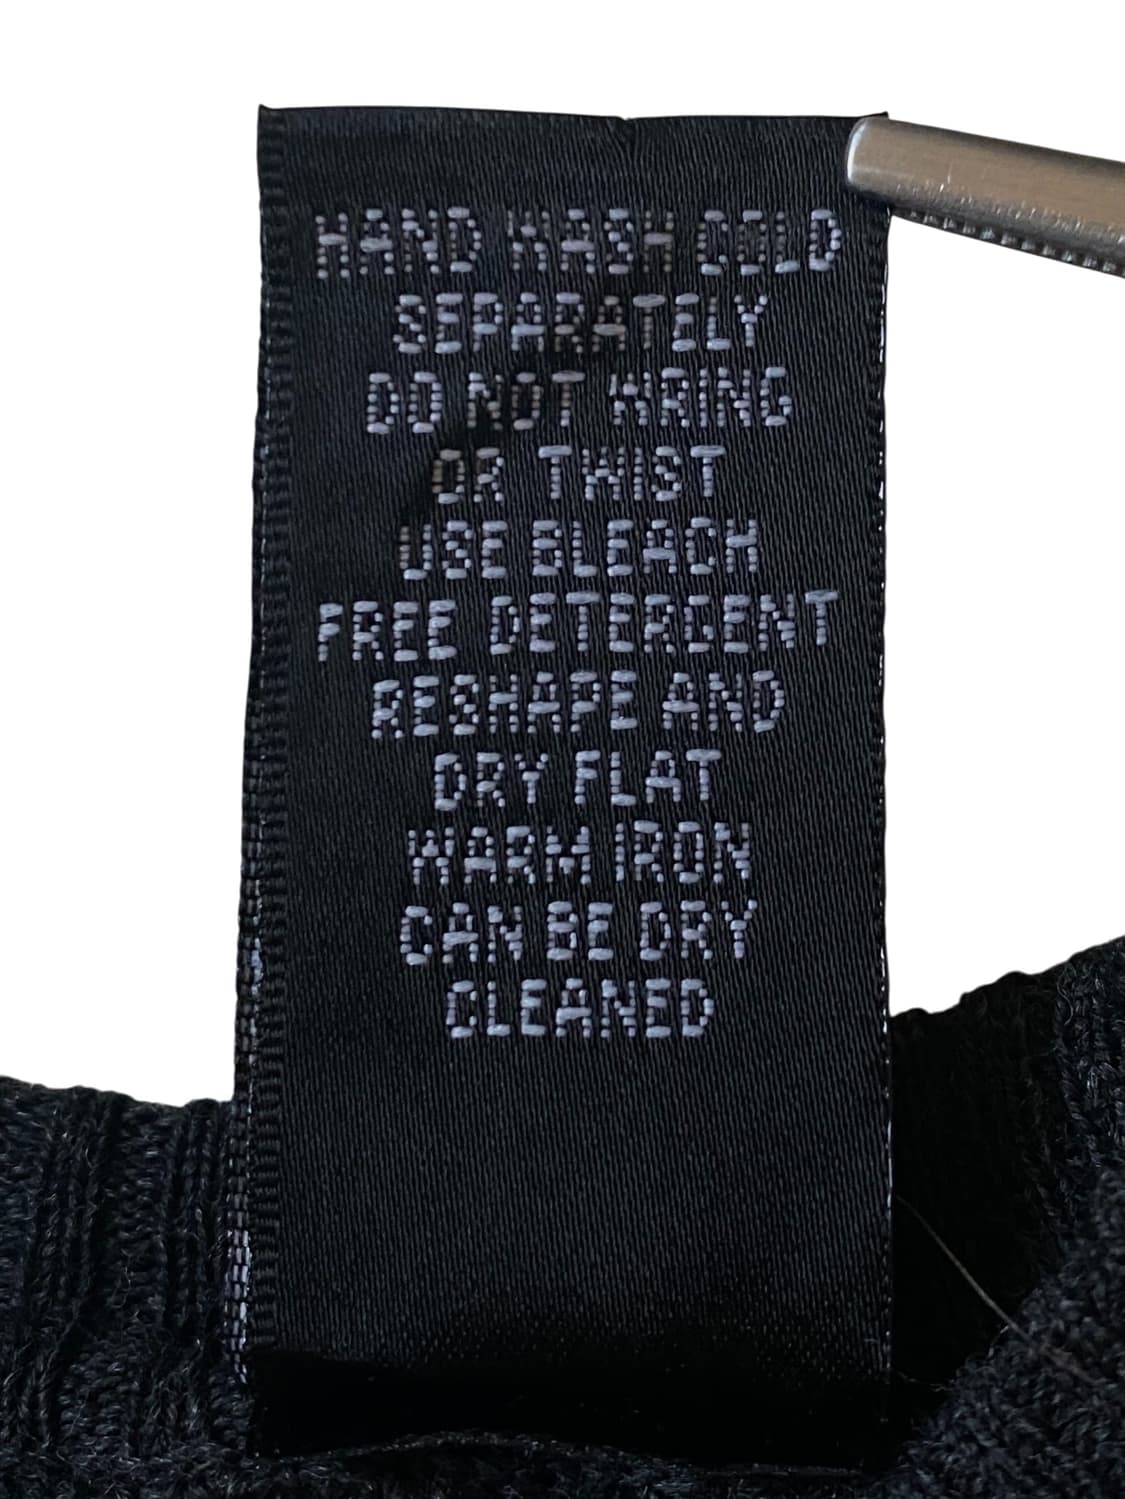 HAND WASH COLD
SEPARATELY
DO NOT WRING
OR TWIST
USE BLEACH
FREE DETERGENT
RESHAPE AND
DRY FLAT
WARM IRON
CAN BE DRY
CLEANED